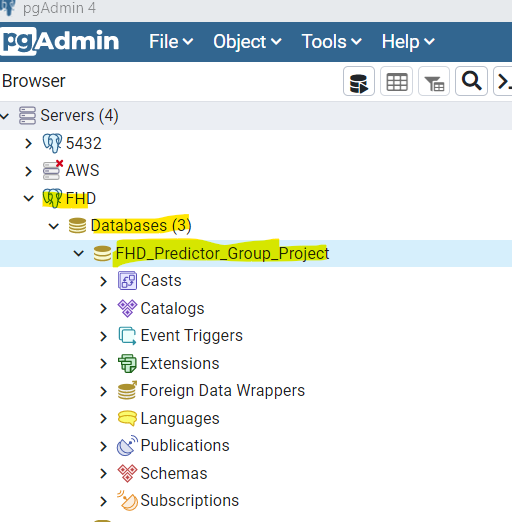 pgAdmin 4
pgAdmin File Object Tools Help
Browser
Servers (4)
5432
AWS
FHD
Databases (3)
FHD_Predictor_Group_Project
Casts
Catalogs
Event Triggers
Extensions
Foreign Data Wrappers
Languages
Publications
Schemas
Subscriptions